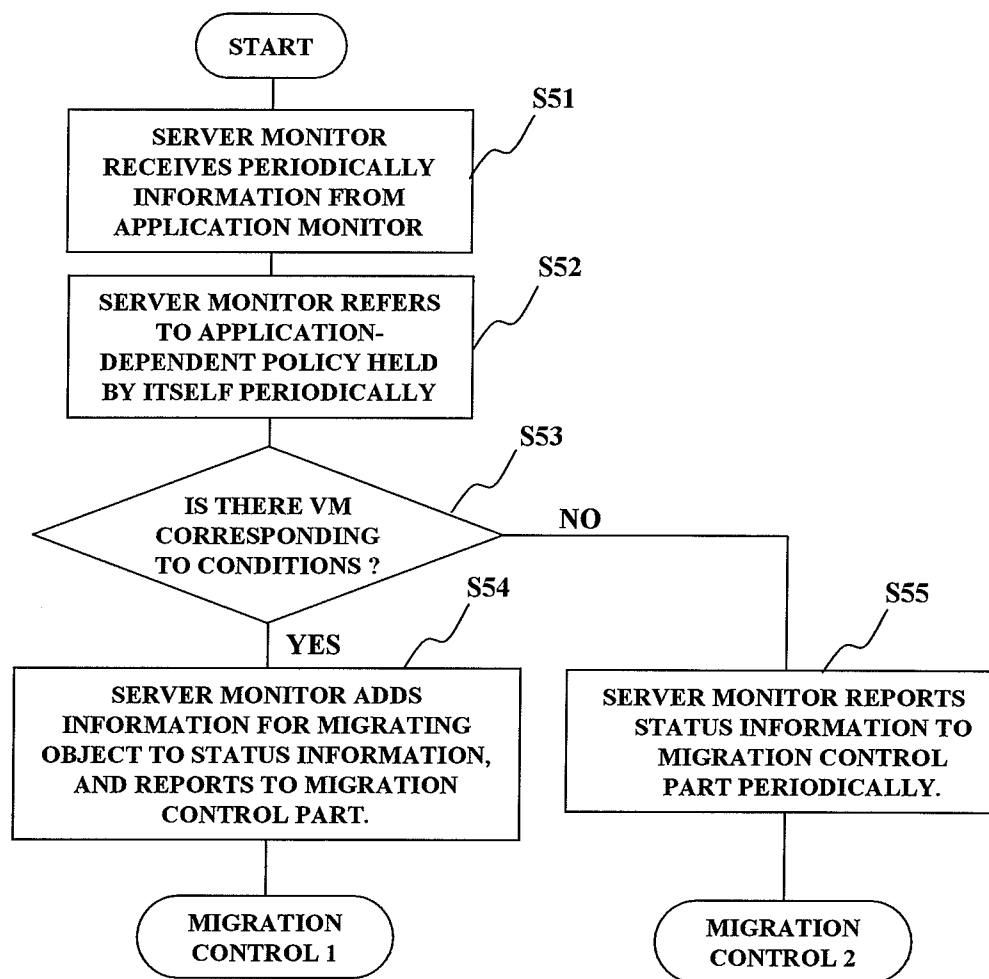 START
S51
SERVER MONITOR
RECEIVES PERIODICALLY
INFORMATION FROM
APPLICATION MONITOR
S52
SERVER MONITOR REFERS
TO APPLICATION-
DEPENDENT POLICY HELD
BY ITSELF PERIODICALLY
S53
IS THERE VM
CORRESPONDING
TO CONDITIONS ?
NO
YES
S54
SERVER MONITOR ADDS
INFORMATION FOR MIGRATING
OBJECT TO STATUS INFORMATION,
AND REPORTS TO MIGRATION
CONTROL PART.
S55
SERVER MONITOR REPORTS
STATUS INFORMATION TO
MIGRATION CONTROL
PART PERIODICALLY.
MIGRATION
CONTROL 1
MIGRATION
CONTROL 2